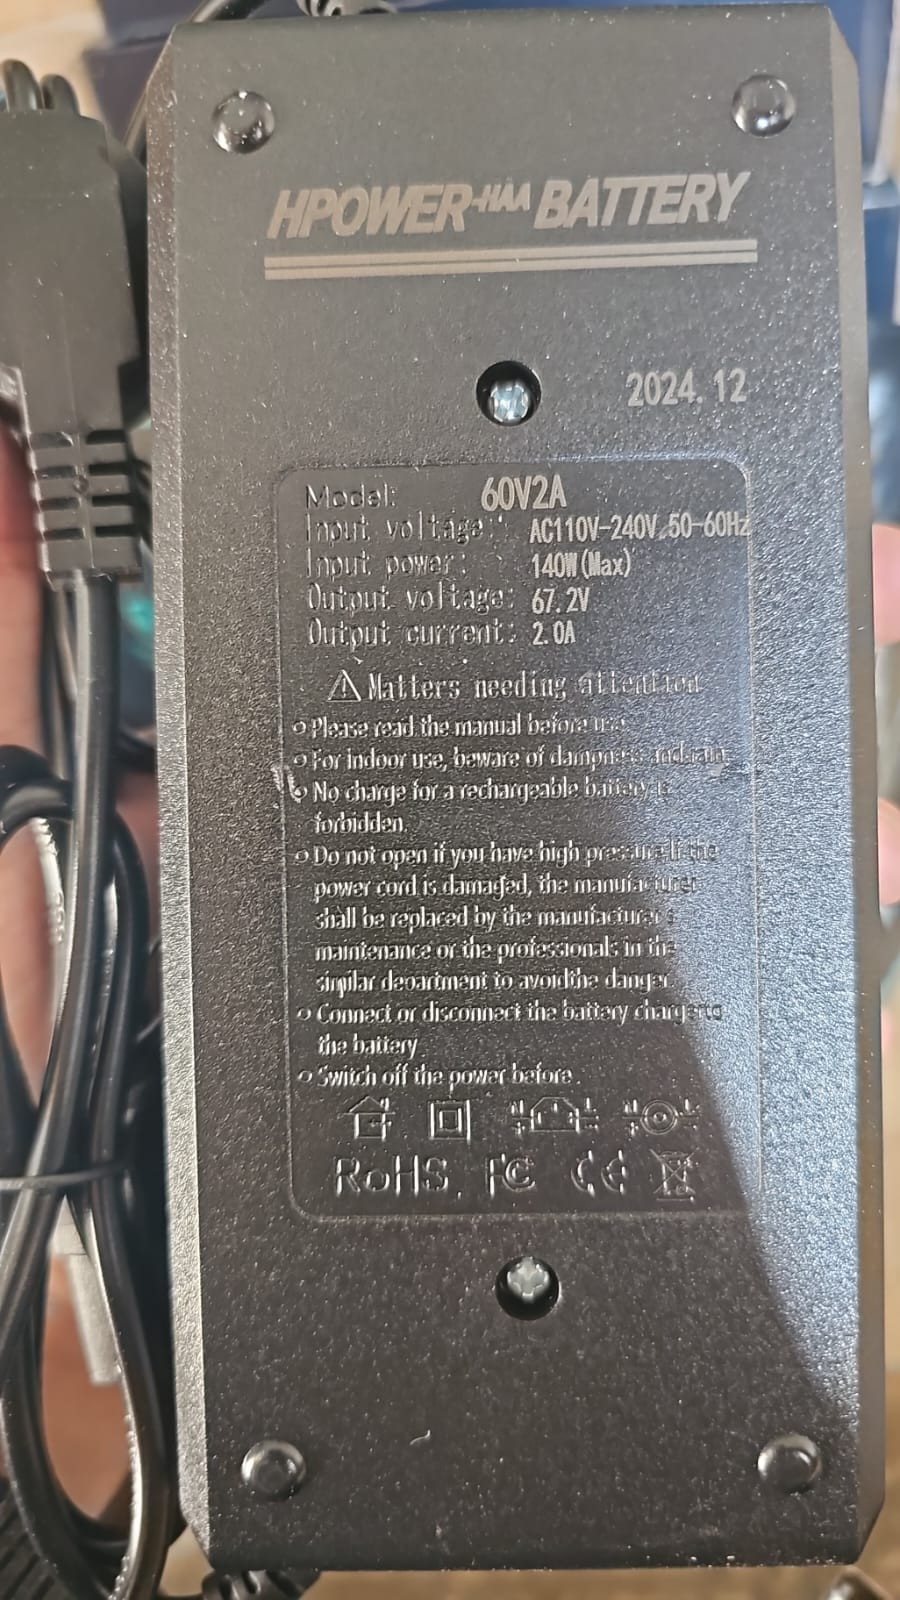 HPOWER-HAA BATTERY
2024.12
Model: 60V2A
Input voltage: AC110V-240V,50-60Hz
Input power: 140W(Max)
Output voltage: 67.2V
Output current: 2.0A
Matters needing attention
Please read the manual before use
For indoor use, beware of dampness and rain
No charge for a rechargeable battery is
forbidden.
Do not open if you have high pressure If the
power cord is damaged, the manufacturer
shall be replaced by the manufacturer's
maintenance or the professionals in the
similar department to avoid the danger
Connect or disconnect the battery charger to
the battery
Switch off the power before.
RoHS FC CE